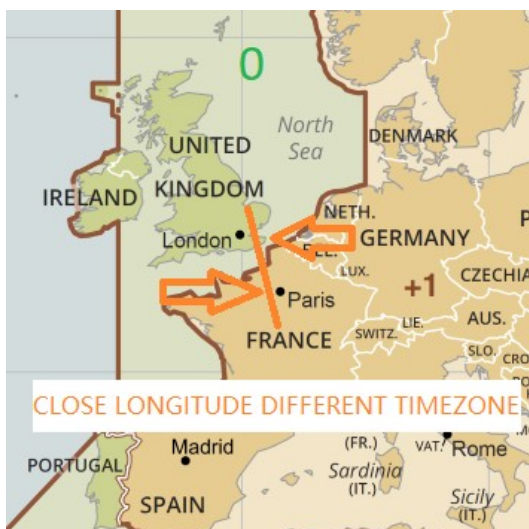 0
North
Sea
UNITED
KINGDOM
DENMARK
IRELAND
NETH.
London
GERMANY
BEL.
LUX.
Paris
+1
CZECHIA
FRANCE
SWITZ.
LIE.
AUS.
SLO.
CRO
CLOSE LONGITUDE DIFFERENT TIMEZONE
Madrid
(FR.)
VAT.
Rome
PORTUGAL
Sardinia
(IT.)
SPAIN
Sicily
(IT.)